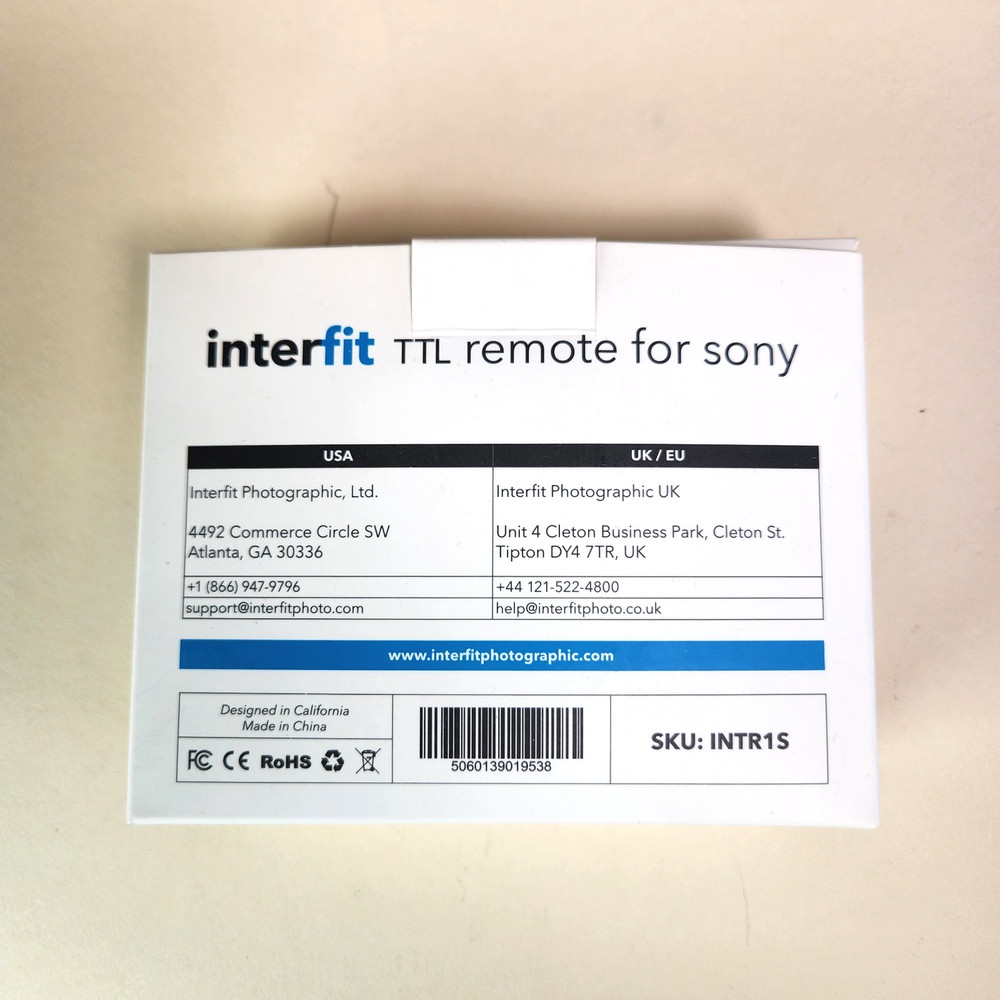 interfit TTL remote for sony
USA
UK / EU
Interfit Photographic, Ltd.
4492 Commerce Circle SW
Atlanta, GA 30336
+1 (866) 947-9796
support@interfitphoto.com
Interfit Photographic UK
Unit 4 Cleton Business Park, Cleton St.
Tipton DY4 7TR, UK
+44 121-522-4800
help@interfitphoto.co.uk
www.interfitphotographic.com
Designed in California
Made in China
FC CE RoHS
5060139019538
SKU: INTR1S